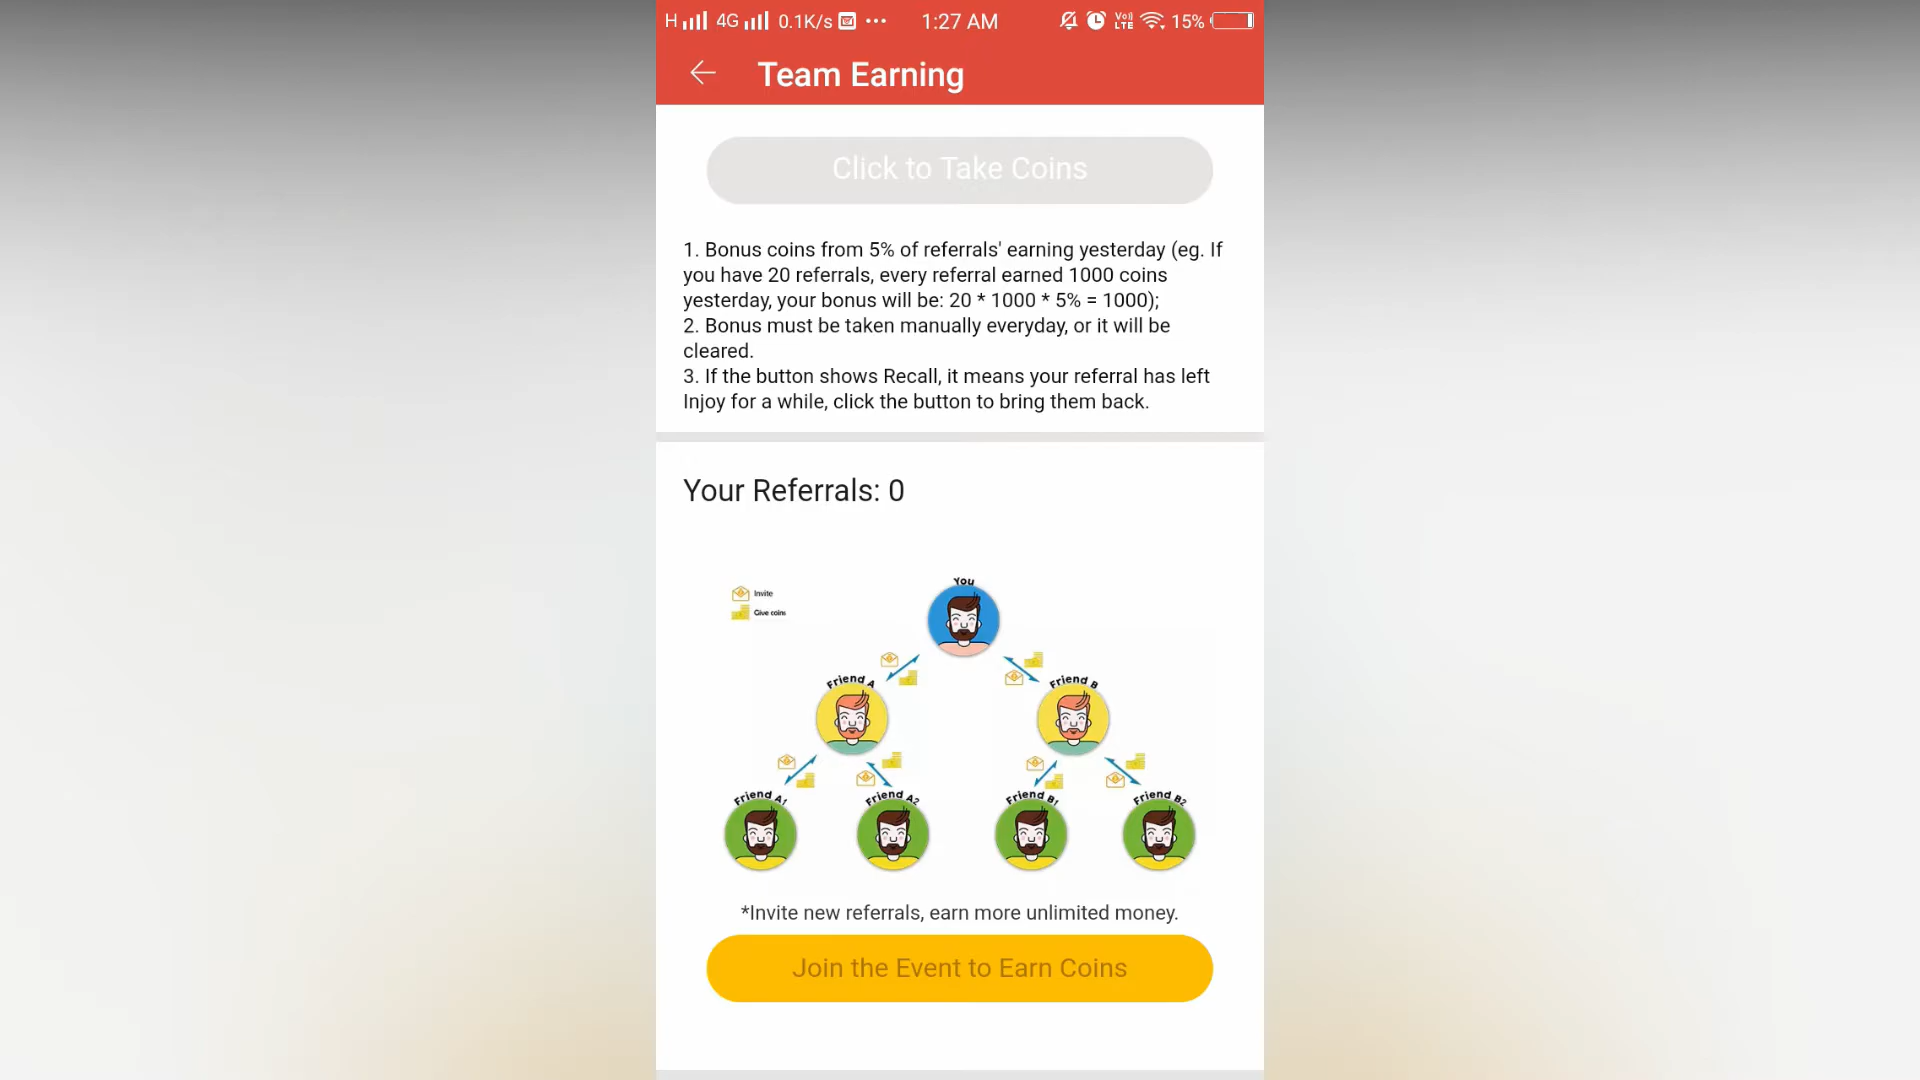 H 4G 0.1K/s ••• 1:27 AM Vo)) LTE 15%
Team Earning
Click to Take Coins
1. Bonus coins from 5% of referrals' earning yesterday (eg. If
you have 20 referrals, every referral earned 1000 coins
yesterday, your bonus will be: 20 * 1000 * 5% = 1000);
2. Bonus must be taken manually everyday, or it will be
cleared.
3. If the button shows Recall, it means your referral has left
Injoy for a while, click the button to bring them back.
Your Referrals: 0
You
Invite
Give coins
Friend A
Friend B
Friend A1
Friend A2
Friend B1
Friend B2
*Invite new referrals, earn more unlimited money.
Join the Event to Earn Coins